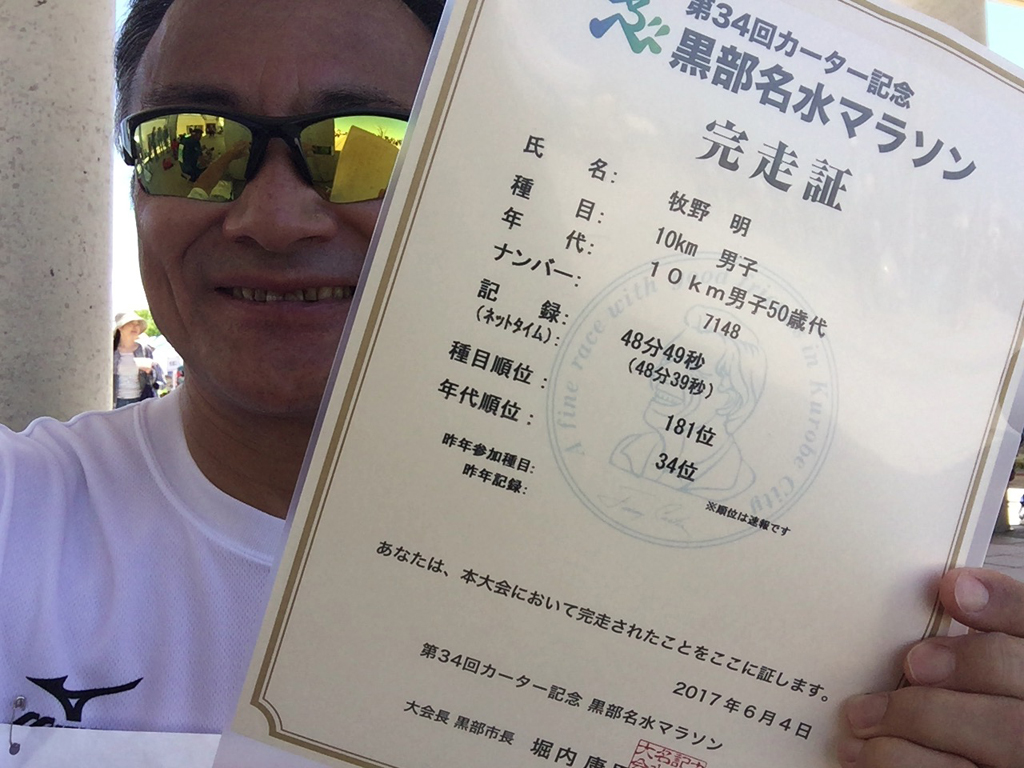 第34回カーター記念
黒部名水マラソン
完走証
氏 名: 牧野 明
種 目: 10km 男子
年 代: 10km男子50歳代
ナンバー: 7148
記 録: 48分49秒
(ネットタイム): (48分39秒)
種目順位: 181位
年代順位: 34位
昨年参加種目:
昨年記録:
※順位は速報です
A fine race with good friends in Kurobe City
あなたは、本大会において完走されたことをここに証します。
2017年6月4日
第34回カーター記念 黒部名水マラソン
大会長 黒部市長 堀内